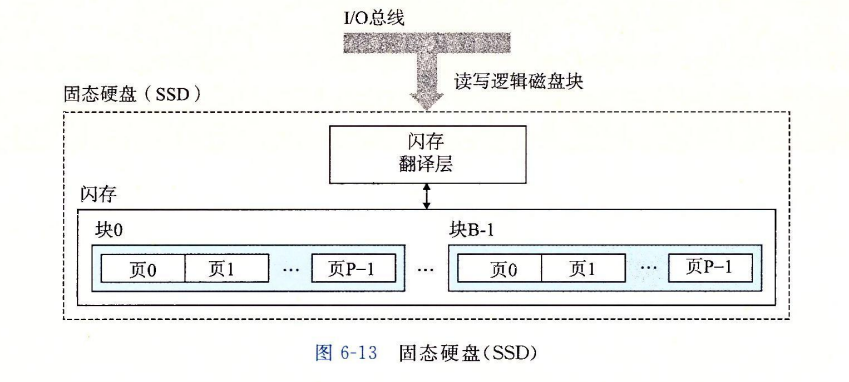 I/O总线
读写逻辑磁盘块
固态硬盘（SSD）
闪存
翻译层
闪存
块0
块B-1
页0 页1 … 页P–1 … 页0 页1 … 页P–1
图 6-13 固态硬盘(SSD)